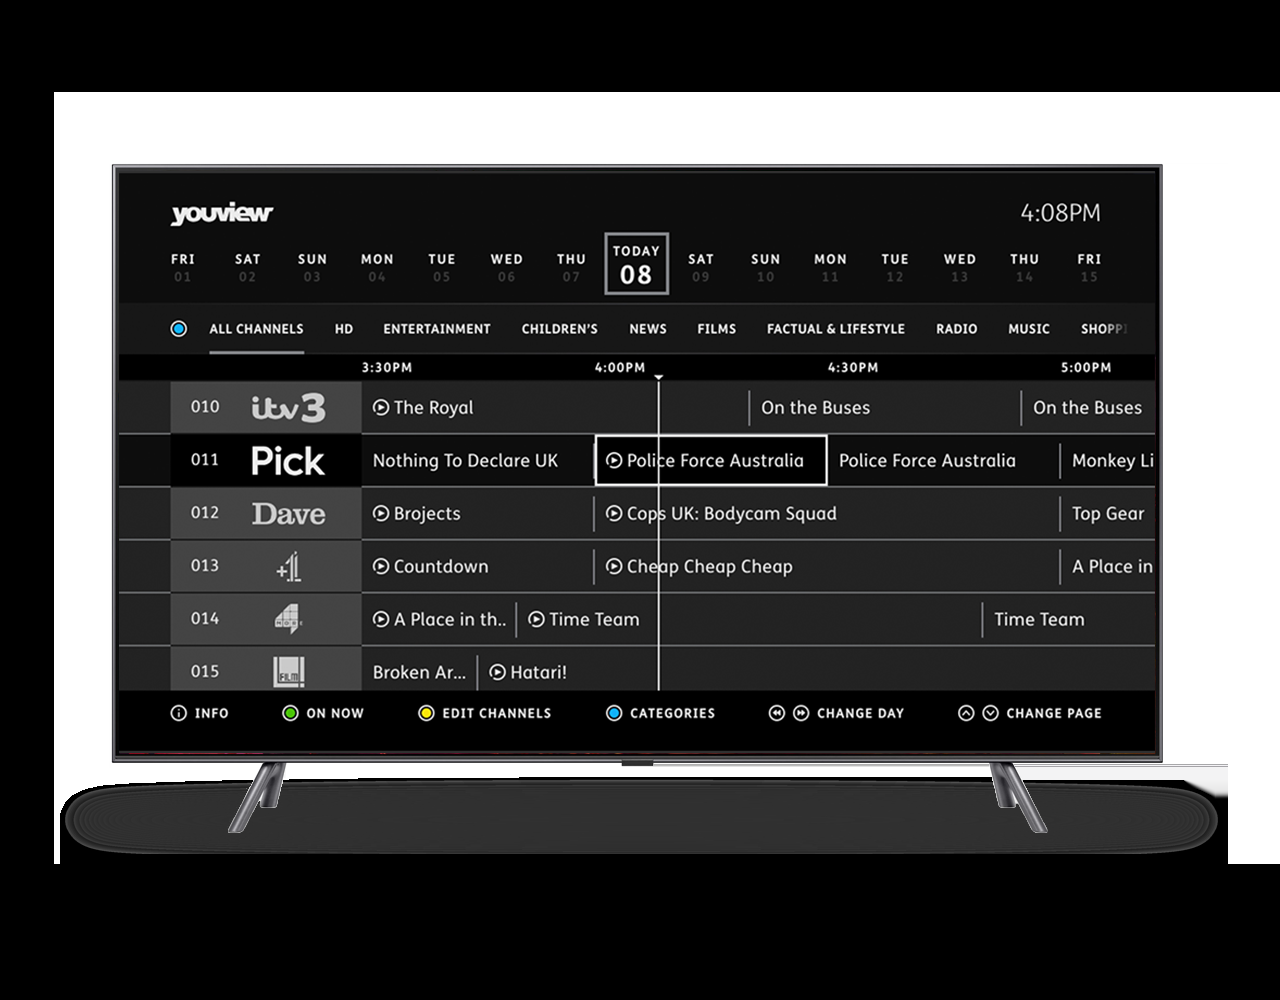 youview 4:08PM
FRI SAT SUN MON TUE WED THU TODAY SAT SUN MON TUE WED THU FRI
01 02 03 04 05 06 07 08 09 10 11 12 13 14 15
ALL CHANNELS HD ENTERTAINMENT CHILDREN'S NEWS FILMS FACTUAL & LIFESTYLE RADIO MUSIC SHOPPI
3:30PM 4:00PM 4:30PM 5:00PM
010 itv3 The Royal On the Buses On the Buses
011 Pick Nothing To Declare UK Police Force Australia Police Force Australia Monkey Li
012 Dave Brojects Cops UK: Bodycam Squad Top Gear
013 +1 Countdown Cheap Cheap Cheap A Place in
014 4 A Place in th.. Time Team Time Team
015 FILM4 Broken Ar... Hatari!
INFO ON NOW EDIT CHANNELS CATEGORIES CHANGE DAY CHANGE PAGE